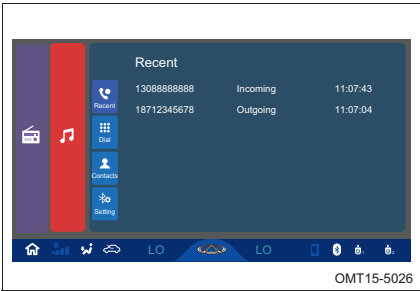 Recent
13088888888 Incoming 11:07:43
18712345678 Outgoing 11:07:04
Recent
Dial
Contacts
Setting
LO LO
OMT15-5026